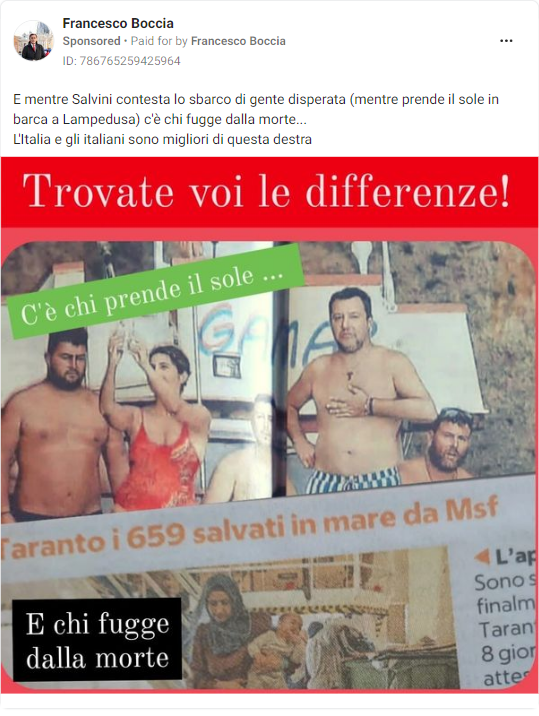 Francesco Boccia
Sponsored • Paid for by Francesco Boccia
ID: 786765259425964
E mentre Salvini contesta lo sbarco di gente disperata (mentre prende il sole in
barca a Lampedusa) c'è chi fugge dalla morte...
L'Italia e gli italiani sono migliori di questa destra
Trovate voi le differenze!
C'è chi prende il sole ...
Taranto i 659 salvati in mare da Msf
L'ap
Sono s
finalm
Taran
8 gior
attes
E chi fugge
dalla morte